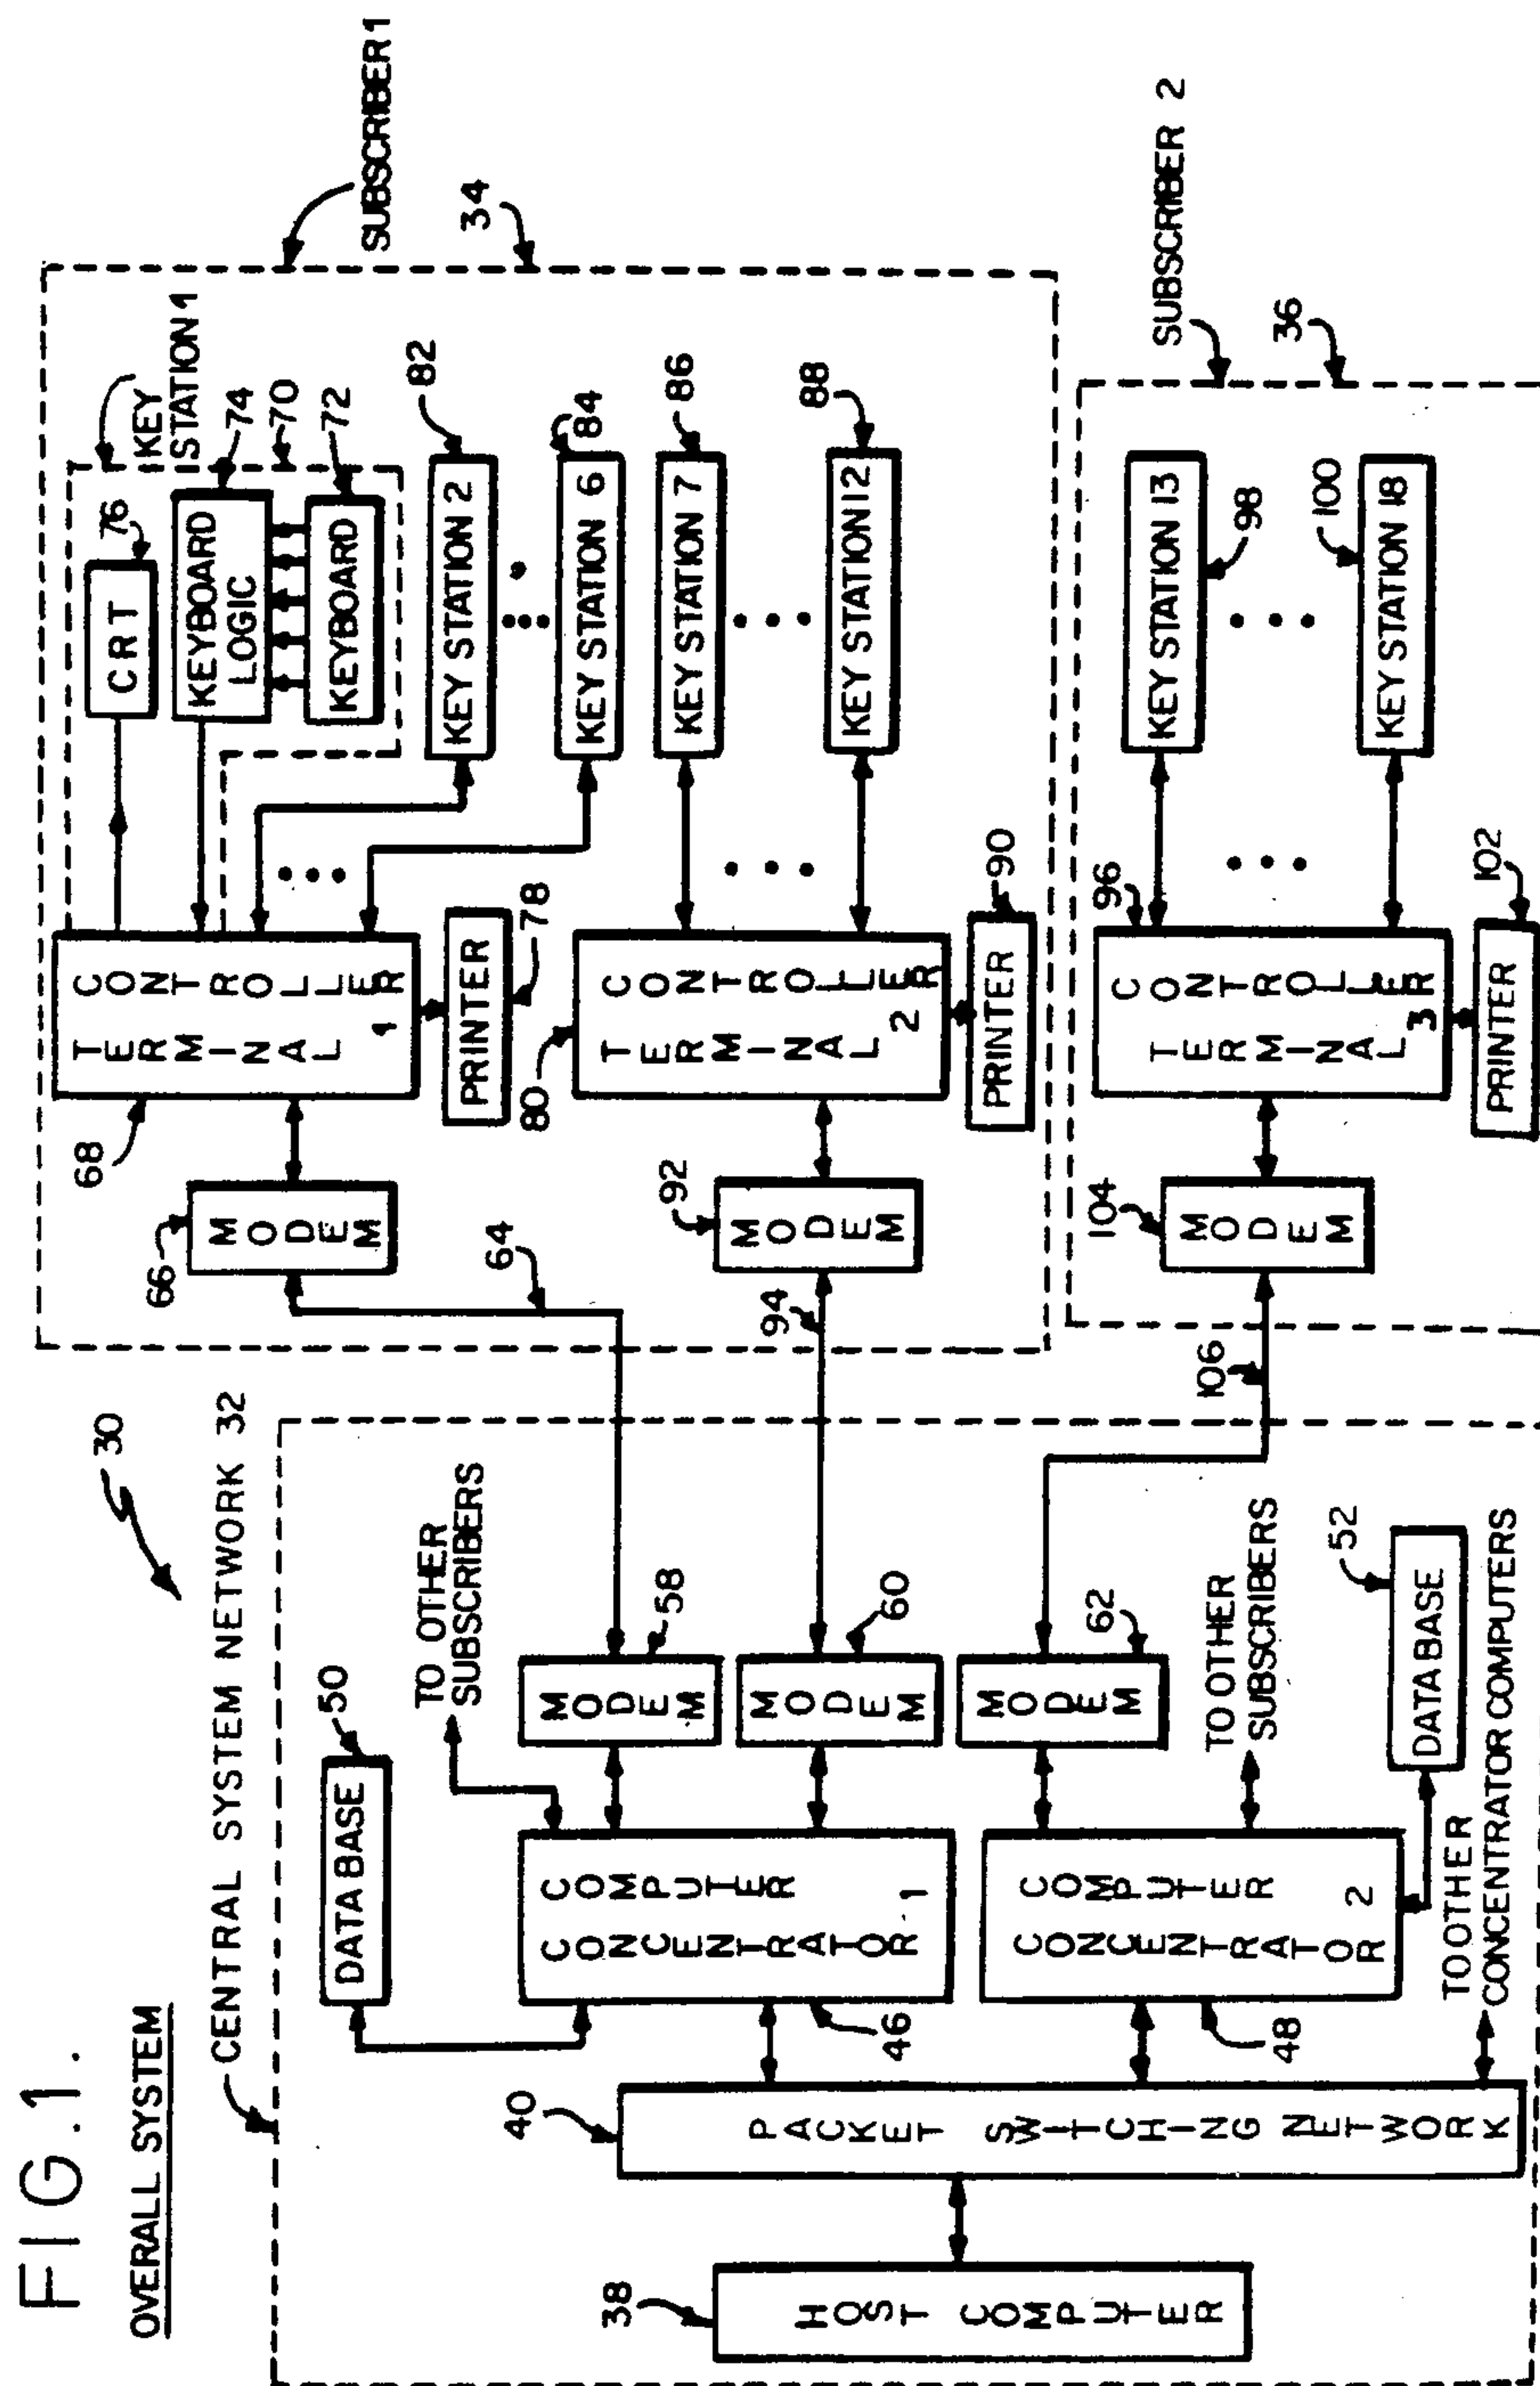 FIG.1.
OVERALL SYSTEM
30
CENTRAL SYSTEM NETWORK 32
38
HOST COMPUTER
40
PACKET SWITCHING NETWORK
DATA BASE
50
TO OTHER
SUBSCRIBERS
COMPUTER
CONCENTRATOR 1
46
MODEM
58
MODEM
60
COMPUTER
CONCENTRATOR 2
48
MODEM
62
TO OTHER
SUBSCRIBERS
DATA BASE
52
TO OTHER
CONCENTRATOR COMPUTERS
64
94
106
SUBSCRIBER 1
34
66
MODEM
68
CONTROLLER
TERMINAL 1
PRINTER
78
KEY
STATION 1
CRT
76
KEYBOARD
LOGIC
74
70
KEYBOARD
72
KEY STATION 2
82
KEY STATION 6
84
92
MODEM
80
CONTROLLER
TERMINAL 2
PRINTER
90
KEY STATION 7
86
KEY STATION 12
88
SUBSCRIBER 2
36
104
MODEM
96
CONTROLLER
TERMINAL 3
PRINTER
102
KEY STATION 13
98
KEY STATION 18
100